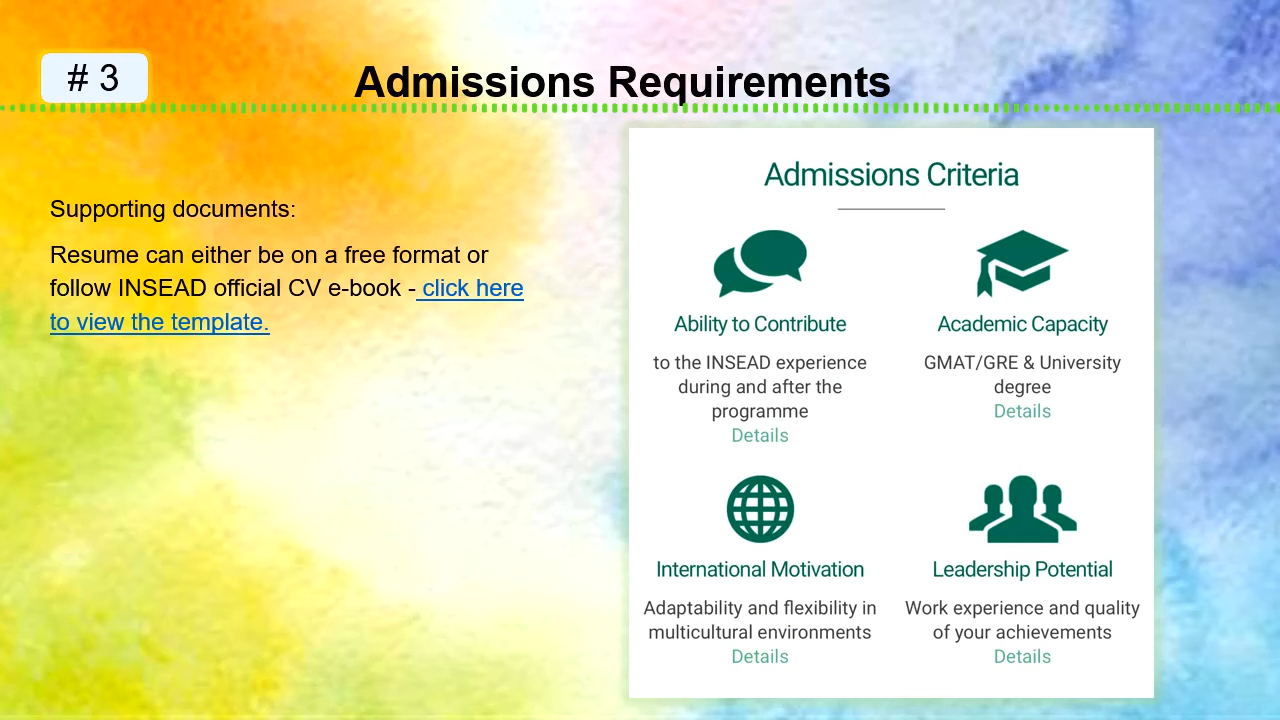 # 3
Admissions Requirements
Supporting documents:
Resume can either be on a free format or
follow INSEAD official CV e-book - click here
to view the template.
Admissions Criteria
Ability to Contribute
to the INSEAD experience
during and after the
programme
Details
Academic Capacity
GMAT/GRE & University
degree
Details
International Motivation
Adaptability and flexibility in
multicultural environments
Details
Leadership Potential
Work experience and quality
of your achievements
Details